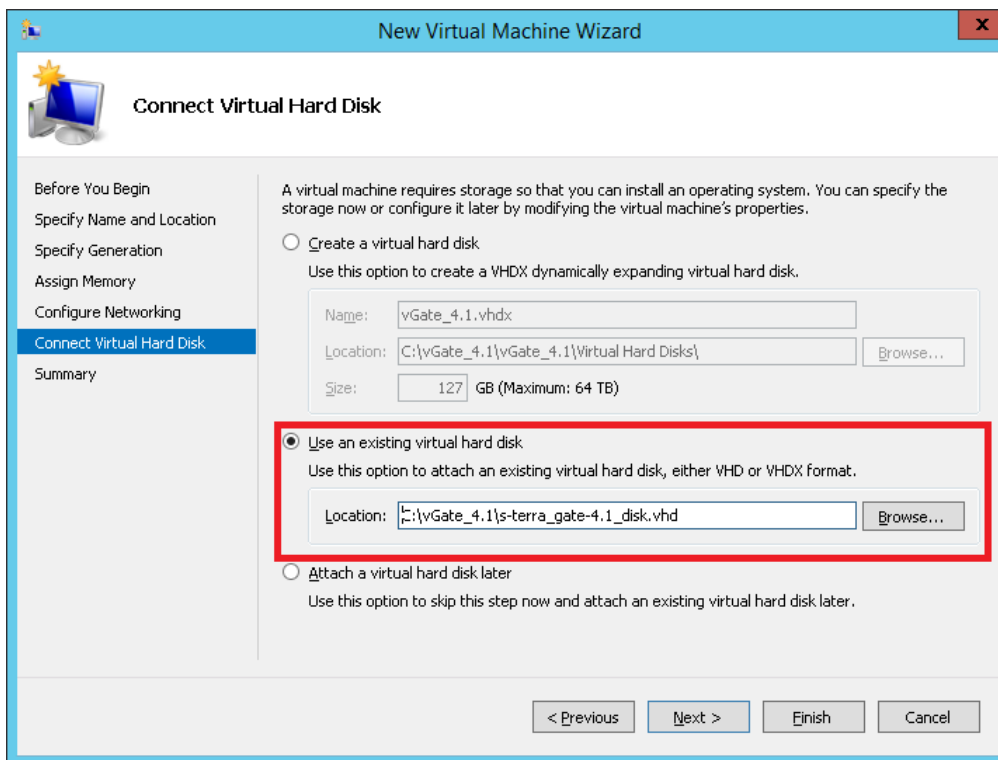 New Virtual Machine Wizard
x
Connect Virtual Hard Disk
Before You Begin
Specify Name and Location
Specify Generation
Assign Memory
Configure Networking
Connect Virtual Hard Disk
Summary
A virtual machine requires storage so that you can install an operating system. You can specify the
storage now or configure it later by modifying the virtual machine's properties.
Create a virtual hard disk
Use this option to create a VHDX dynamically expanding virtual hard disk.
Name: vGate_4.1.vhdx
Location: C:\vGate_4.1\vGate_4.1\Virtual Hard Disks\ Browse...
Size: 127 GB (Maximum: 64 TB)
Use an existing virtual hard disk
Use this option to attach an existing virtual hard disk, either VHD or VHDX format.
Location: C:\vGate_4.1\s-terra_gate-4.1_disk.vhd Browse...
Attach a virtual hard disk later
Use this option to skip this step now and attach an existing virtual hard disk later.
< Previous Next > Finish Cancel